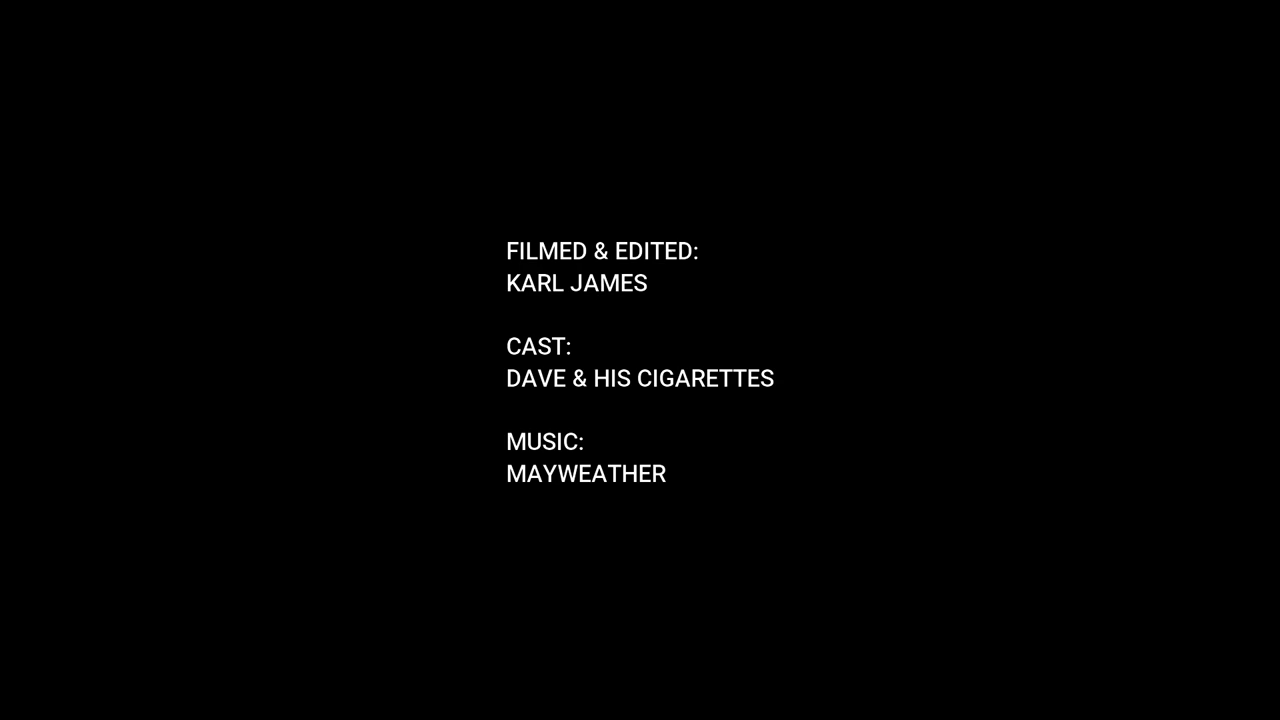 FILMED & EDITED:
KARL JAMES
CAST:
DAVE & HIS CIGARETTES
MUSIC:
MAYWEATHER